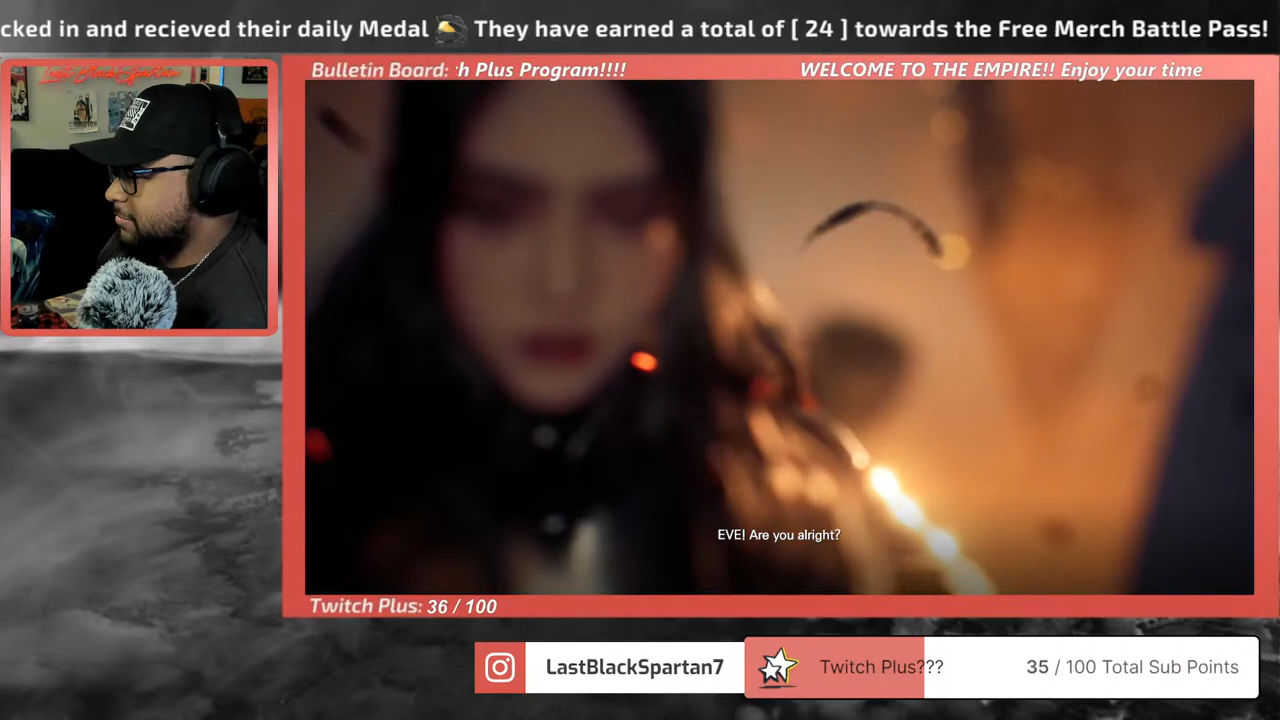 cked in and recieved their daily Medal They have earned a total of [ 24 ] towards the Free Merch Battle Pass!
Bulletin Board: h Plus Program!!!!
WELCOME TO THE EMPIRE!! Enjoy your time
LastBlackSpartan
EVE! Are you alright?
Twitch Plus: 36 / 100
LastBlackSpartan7
Twitch Plus???
35 / 100 Total Sub Points